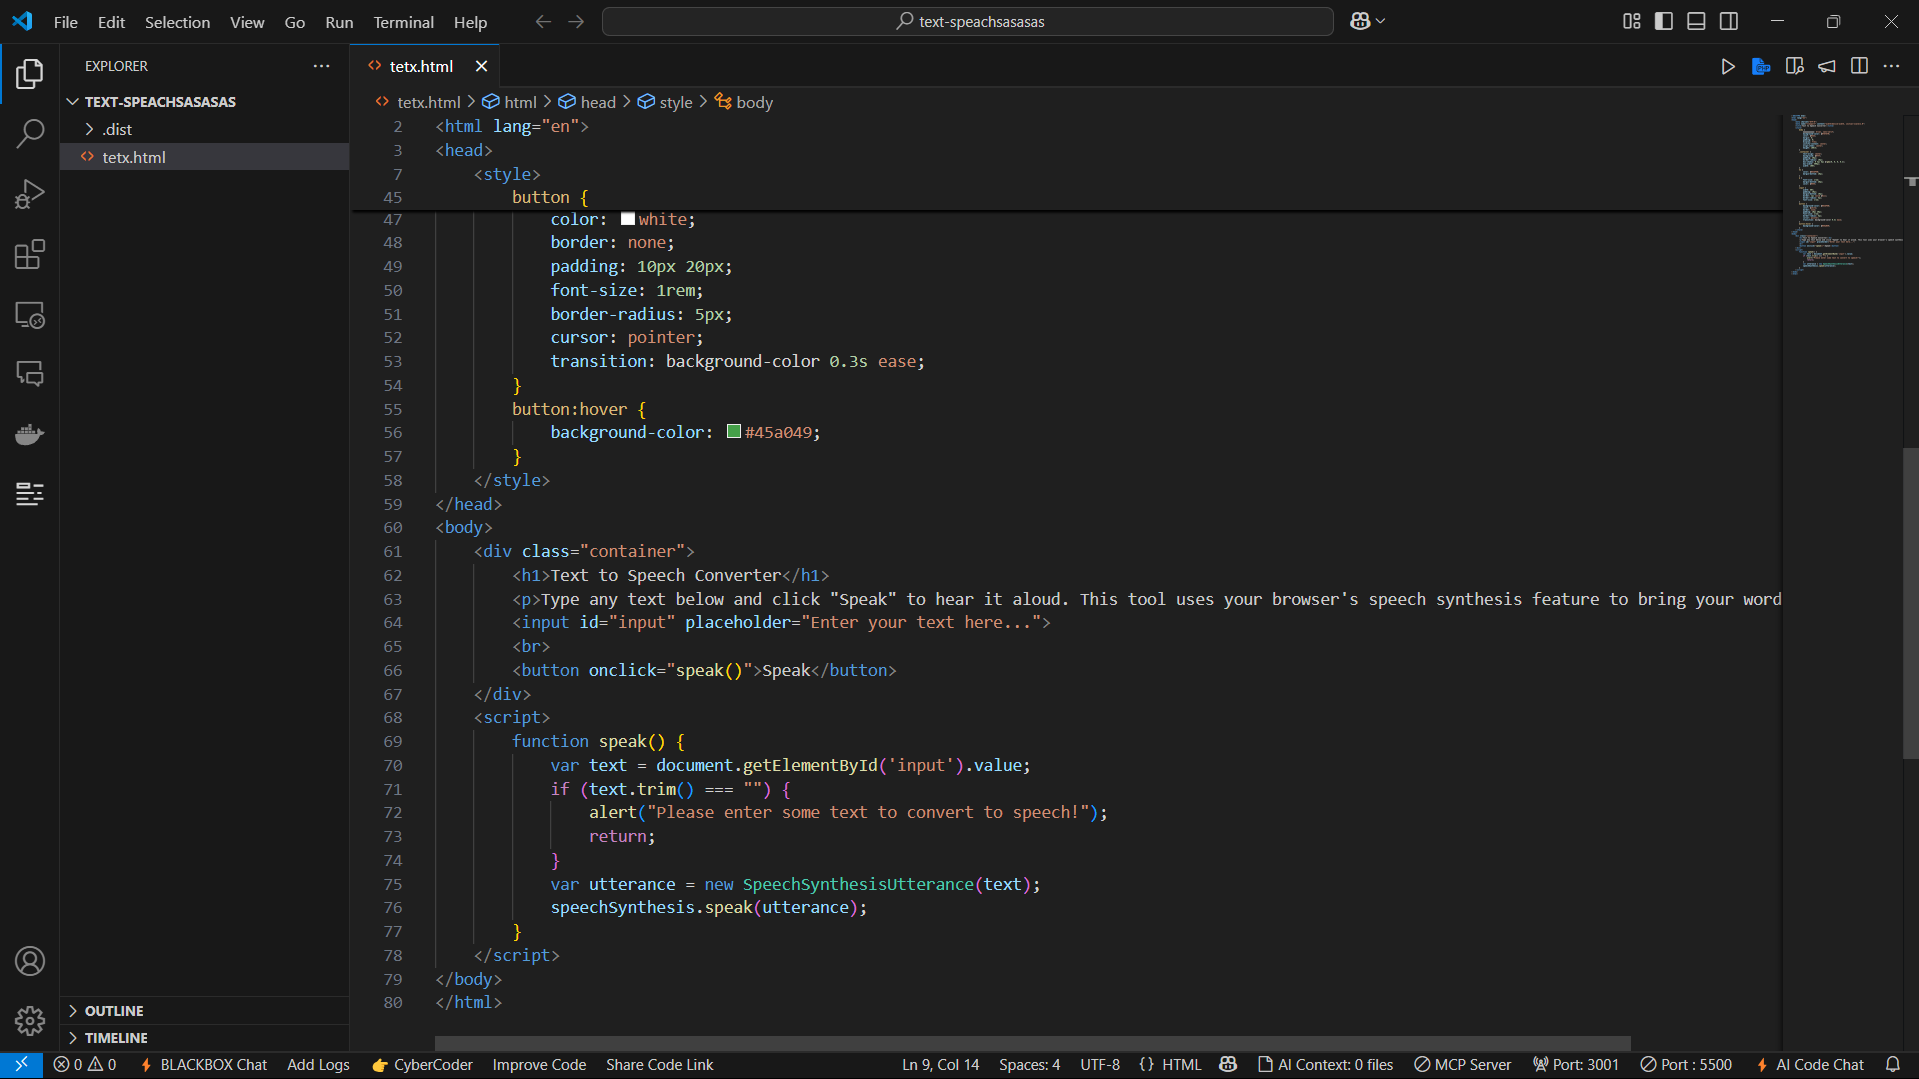 File Edit Selection View Go Run Terminal Help
text-speachsasasas
EXPLORER
TEXT-SPEACHSASASAS
.dist
tetx.html
OUTLINE
TIMELINE
tetx.html
tetx.html > html > head > style > body
2 <html lang="en">
3 <head>
7 <style>
45 button {
47 color: white;
48 border: none;
49 padding: 10px 20px;
50 font-size: 1rem;
51 border-radius: 5px;
52 cursor: pointer;
53 transition: background-color 0.3s ease;
54 }
55 button:hover {
56 background-color: #45a049;
57 }
58 </style>
59 </head>
60 <body>
61 <div class="container">
62 <h1>Text to Speech Converter</h1>
63 <p>Type any text below and click "Speak" to hear it aloud. This tool uses your browser's speech synthesis feature to bring your word
64 <input id="input" placeholder="Enter your text here...">
65 <br>
66 <button onclick="speak()">Speak</button>
67 </div>
68 <script>
69 function speak() {
70 var text = document.getElementById('input').value;
71 if (text.trim() === "") {
72 alert("Please enter some text to convert to speech!");
73 return;
74 }
75 var utterance = new SpeechSynthesisUtterance(text);
76 speechSynthesis.speak(utterance);
77 }
78 </script>
79 </body>
80 </html>
0 0 BLACKBOX Chat Add Logs 👉 CyberCoder Improve Code Share Code Link Ln 9, Col 14 Spaces: 4 UTF-8 {} HTML AI Context: 0 files MCP Server Port: 3001 Port : 5500 AI Code Chat